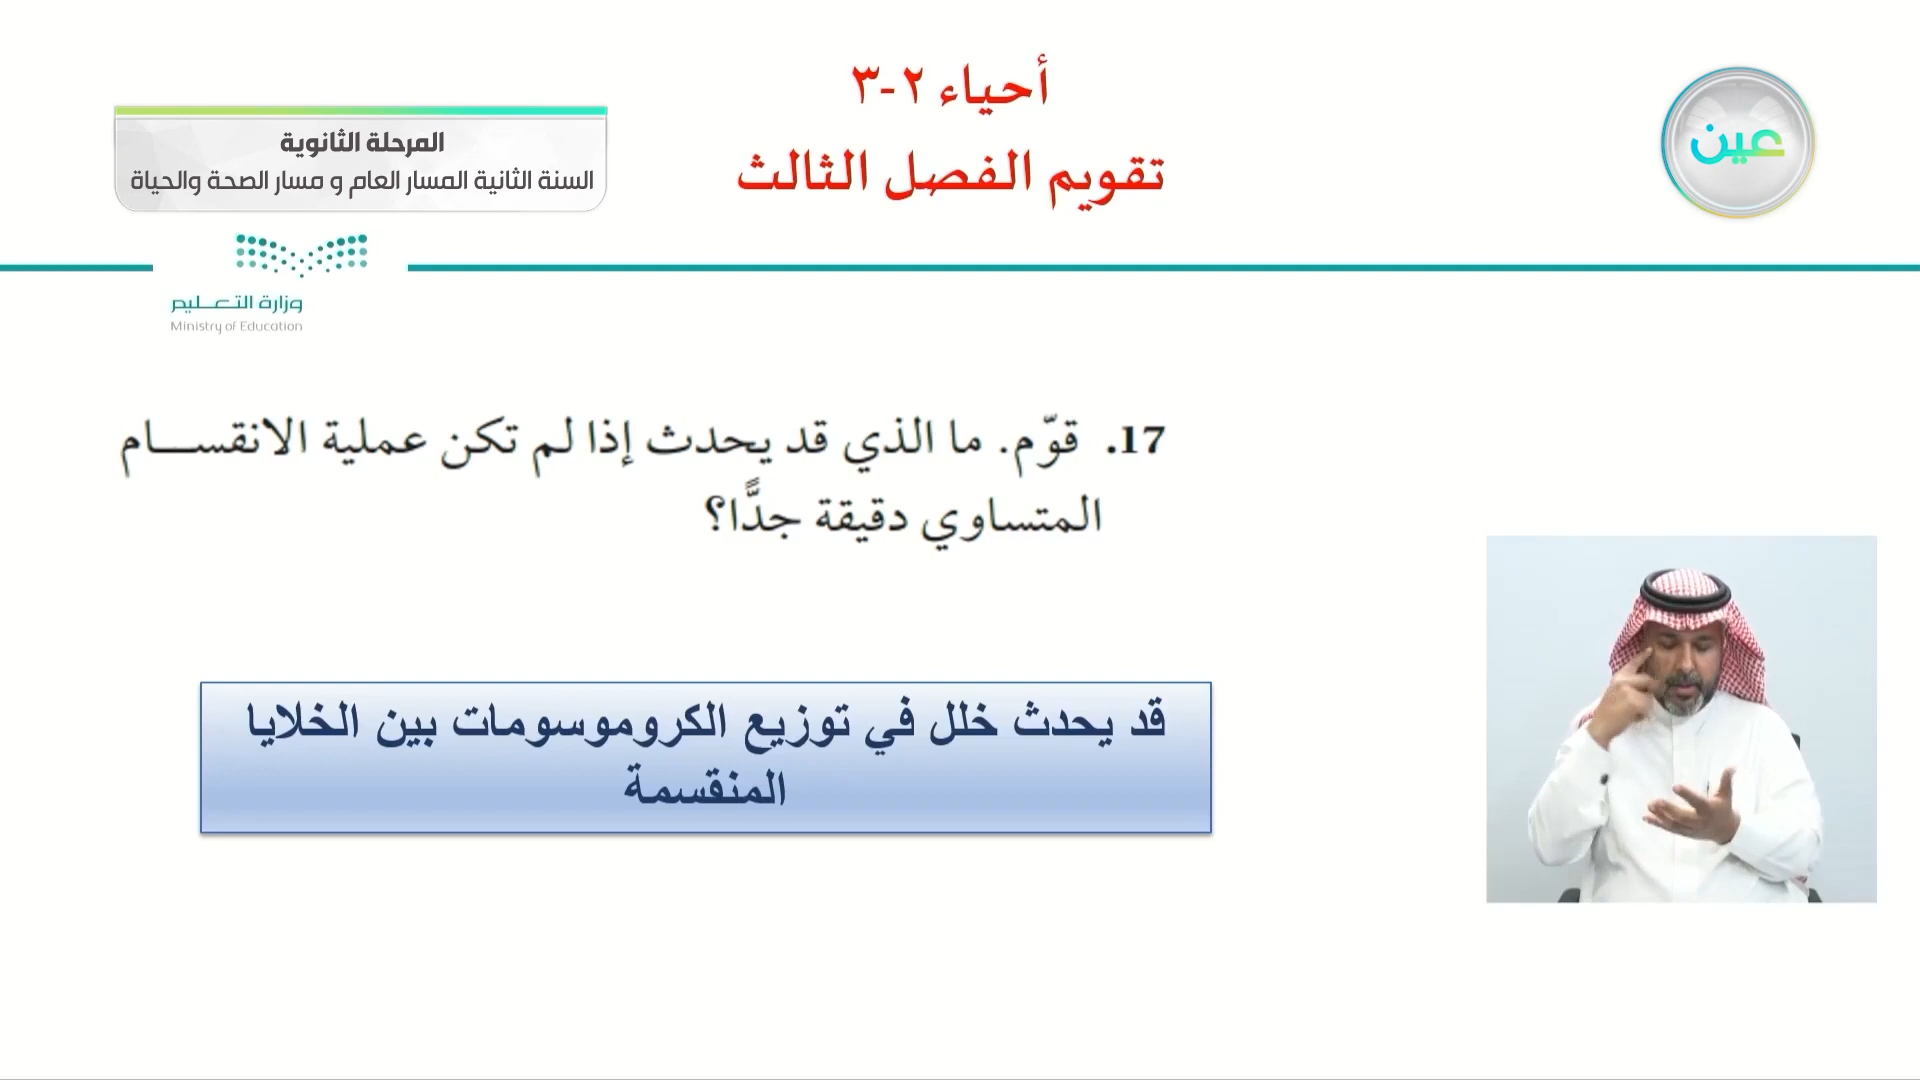 أحياء ٢-٣
تقويم الفصل الثالث
عين
المرحلة الثانوية
السنة الثانية المسار العام و مسار الصحة والحياة
وزارة التعـــليم
Ministry of Education
17. قوّم. ما الذي قد يحدث إذا لم تكن عملية الانقســـام
المتساوي دقيقة جدًّا؟
قد يحدث خلل في توزيع الكروموسومات بين الخلايا
المنقسمة